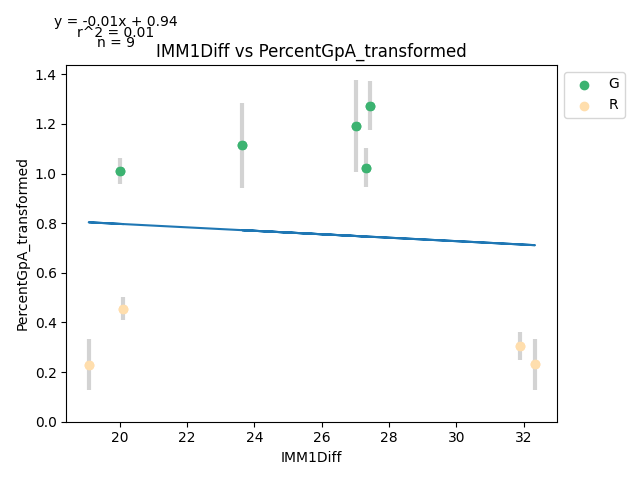 y = -0.01x + 0.94
r^2 = 0.01
n = 9
IMM1Diff vs PercentGpA_transformed
G
R
1.4
1.2
1.0
0.8
0.6
0.4
0.2
0.0
PercentGpA_transformed
20 22 24 26 28 30 32
IMM1Diff